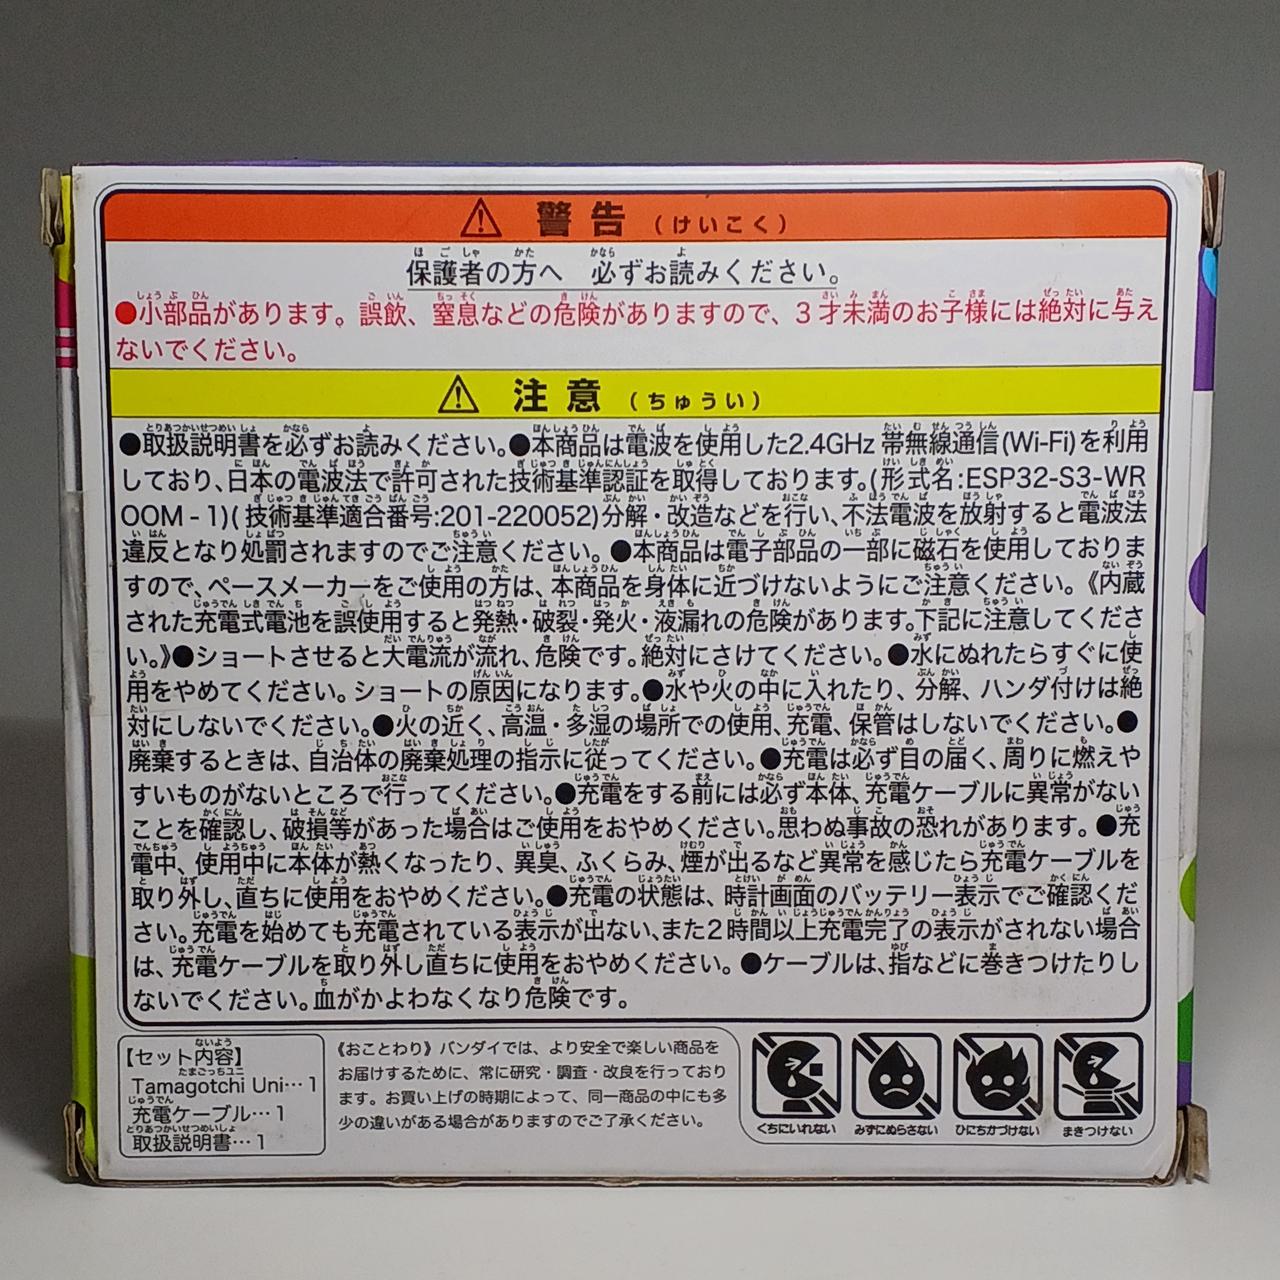 ⚠ 警告 (けいこく)
保護者の方へ 必ずお読みください。
●小部品があります。誤飲、窒息などの危険がありますので、3才未満のお子様には絶対に与え
ないでください。
⚠ 注意 (ちゅうい)
●取扱説明書を必ずお読みください。●本商品は電波を使用した2.4GHz帯無線通信(Wi-Fi)を利用
しており、日本の電波法で許可された技術基準認証を取得しております。(形式名:ESP32-S3-WR
OOM-1)(技術基準適合番号:201-220052)分解・改造などを行い、不法電波を放射すると電波法
違反となり処罰されますのでご注意ください。●本商品は電子部品の一部に磁石を使用しておりま
すので、ペースメーカーをご使用の方は、本商品を身体に近づけないようにご注意ください。《内蔵
された充電式電池を誤使用すると発熱・破裂・発火・液漏れの危険があります。下記に注意してくださ
い。》●ショートさせると大電流が流れ、危険です。絶対にさけてください。●水にぬれたらすぐに使
用をやめてください。ショートの原因になります。●水や火の中に入れたり、分解、ハンダ付けは絶
対にしないでください。●火の近く、高温・多湿の場所での使用、充電、保管はしないでください。●
廃棄するときは、自治体の廃棄処理の指示に従ってください。●充電は必ず目の届く、周りに燃えや
すいものがないところで行ってください。●充電をする前には必ず本体、充電ケーブルに異常がない
ことを確認し、破損等があった場合はご使用をおやめください。思わぬ事故の恐れがあります。●充
電中、使用中に本体が熱くなったり、異臭、ふくらみ、煙が出るなど異常を感じたら充電ケーブルを
取り外し、直ちに使用をおやめください。●充電の状態は、時計画面のバッテリー表示でご確認くだ
さい。充電を始めても充電されている表示が出ない、また2時間以上充電完了の表示がされない場合
は、充電ケーブルを取り外し直ちに使用をおやめください。●ケーブルは、指などに巻きつけたりし
ないでください。血がかよわなくなり危険です。
【セット内容】
Tamagotchi Uni…1
充電ケーブル…1
取扱説明書…1
《おことわり》バンダイでは、より安全で楽しい商品を
お届けするために、常に研究・調査・改良を行っており
ます。お買い上げの時期によって、同一商品の中にも多
少の違いがある場合がありますのでご了承ください。
くちにいれない みずにぬらさない ひにちかづけない まきつけない